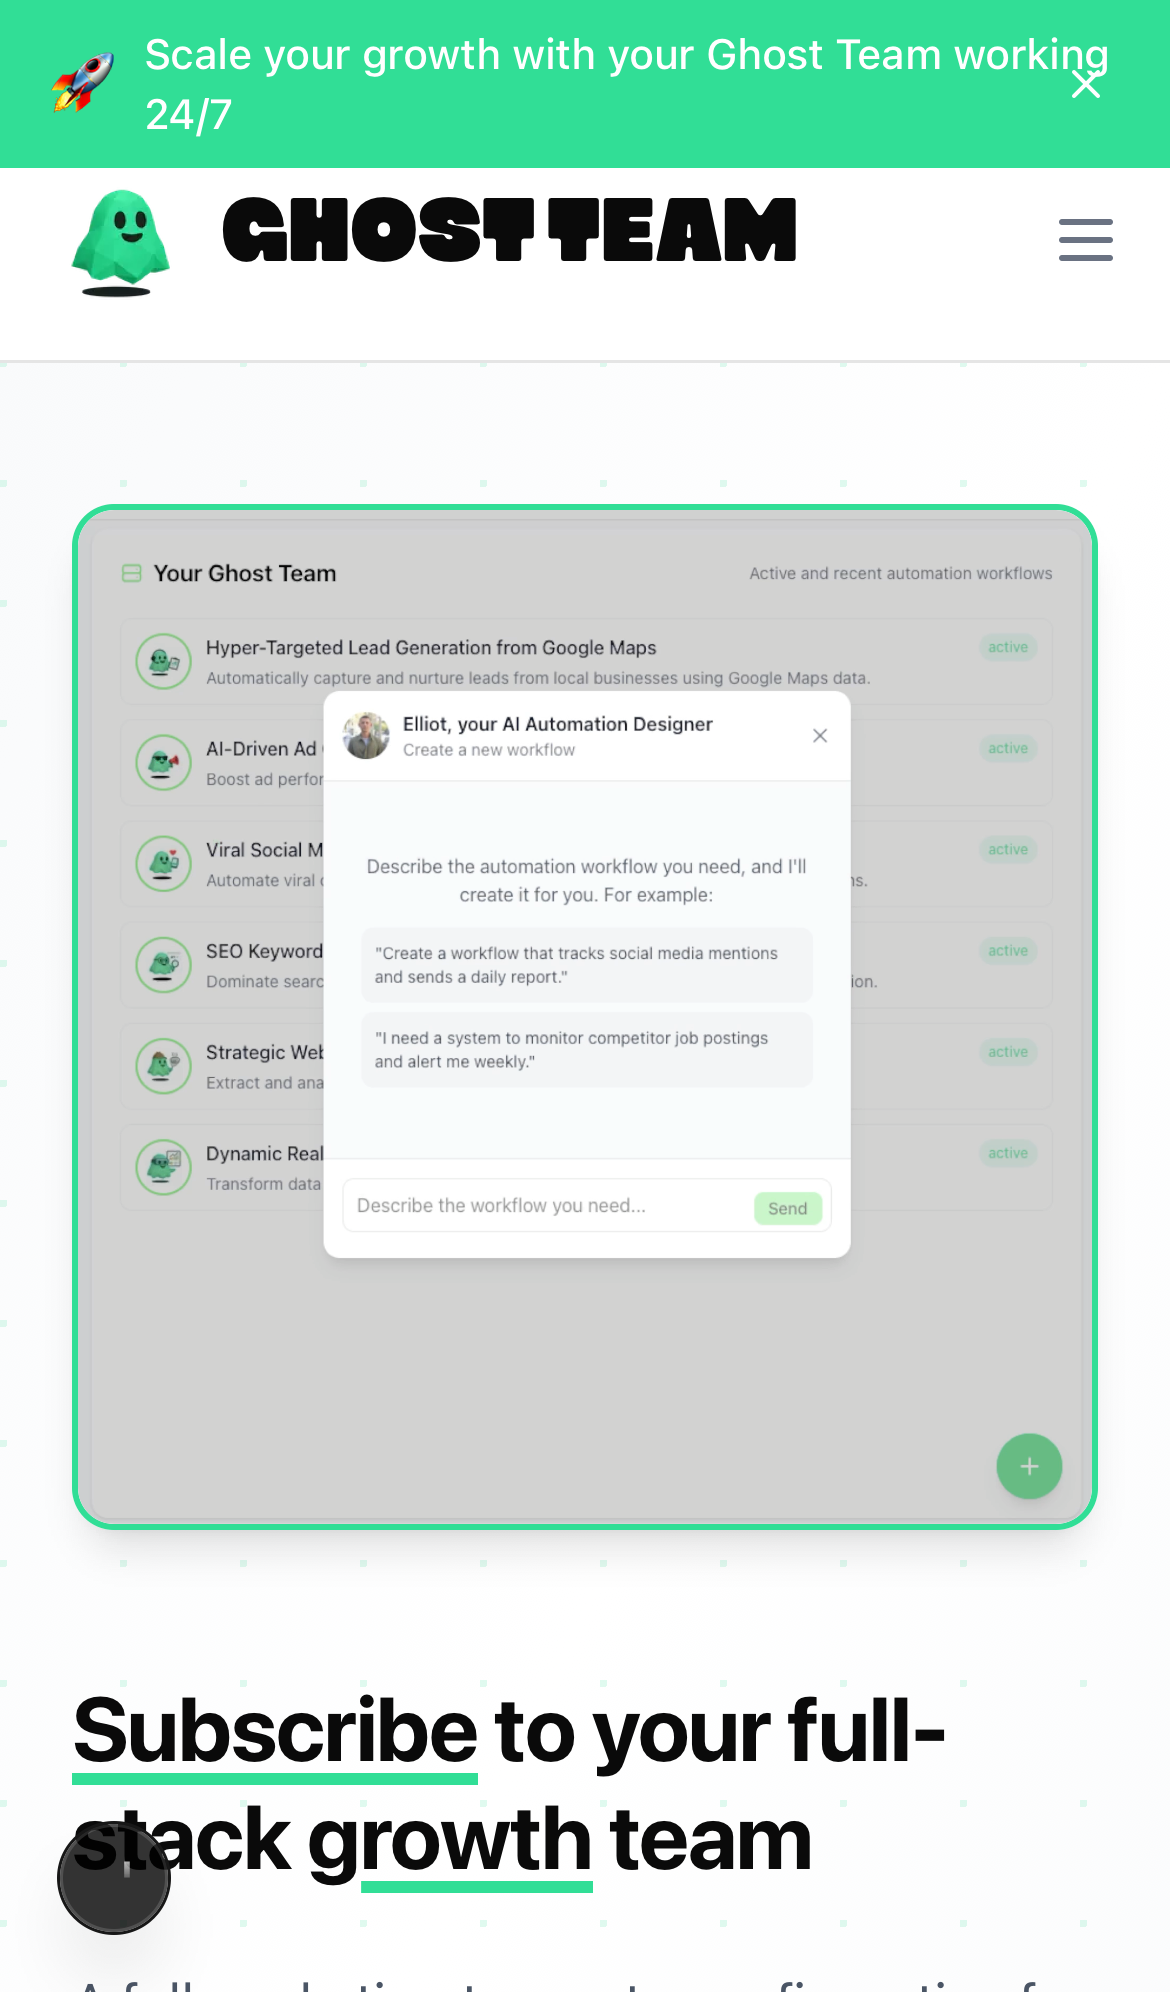 Scale your growth with your Ghost Team working
24/7
GHOST TEAM
Your Ghost Team
Active and recent automation workflows
Hyper-Targeted Lead Generation from Google Maps
active
Automatically capture and nurture leads from local businesses using Google Maps data.
Elliot, your AI Automation Designer
Create a new workflow
AI-Driven Ad
active
Boost ad perfor
Viral Social M
active
Automate viral
ns.
Describe the automation workflow you need, and I'll
create it for you. For example:
SEO Keyword
active
Dominate searc
ion.
"Create a workflow that tracks social media mentions
and sends a daily report."
Strategic Web
active
Extract and ana
"I need a system to monitor competitor job postings
and alert me weekly."
Dynamic Real
active
Transform data
Describe the workflow you need...
Send
Subscribe to your full-
stack growth team